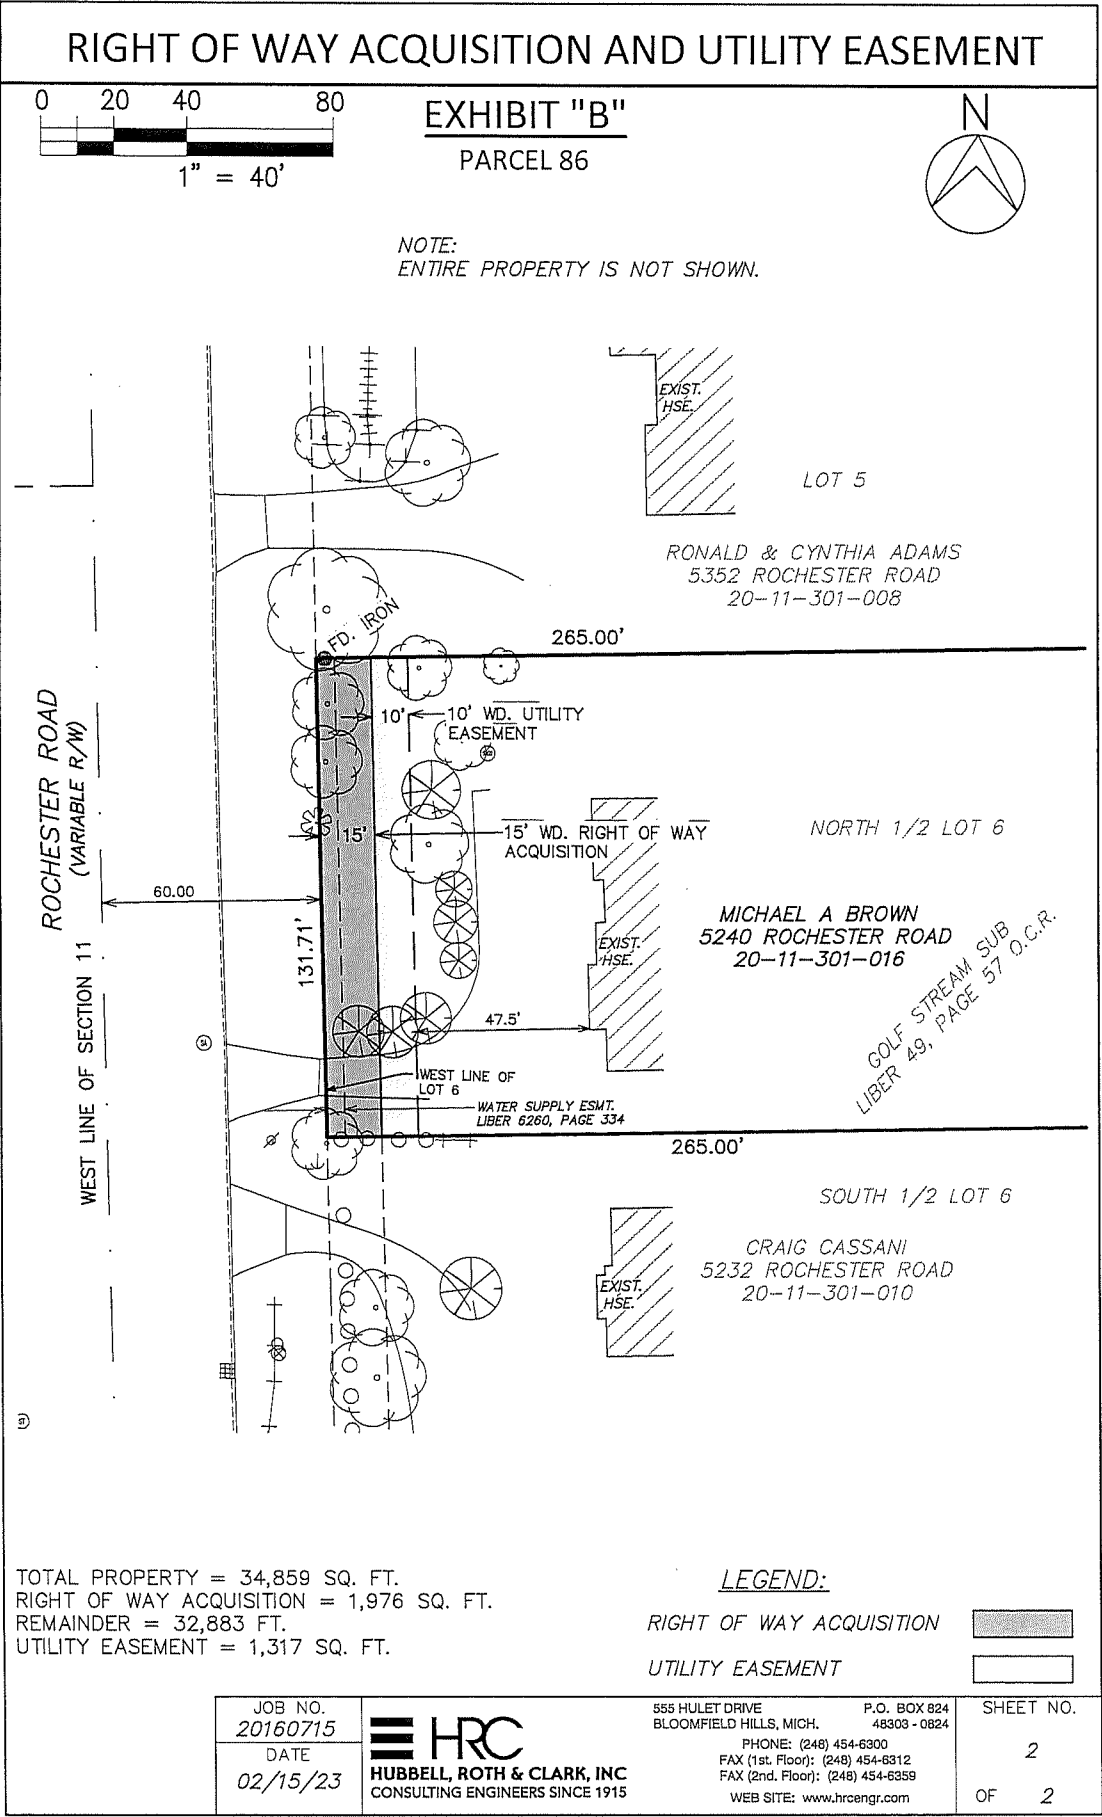 RIGHT OF WAY ACQUISITION AND UTILITY EASEMENT
0 20 40 80
1" = 40'
EXHIBIT "B"
PARCEL 86
N
NOTE:
ENTIRE PROPERTY IS NOT SHOWN.
EXIST.
HSE.
LOT 5
RONALD & CYNTHIA ADAMS
5352 ROCHESTER ROAD
20-11-301-008
FD. IRON
265.00'
10'
10' WD. UTILITY
EASEMENT
ROCHESTER ROAD
(VARIABLE R/W)
15'
15' WD. RIGHT OF WAY
ACQUISITION
NORTH 1/2 LOT 6
60.00
131.71'
MICHAEL A BROWN
5240 ROCHESTER ROAD
20-11-301-016
EXIST.
HSE.
GOLF STREAM SUB
LIBER 49, PAGE 57 O.C.R.
WEST LINE OF SECTION 11
47.5'
WEST LINE OF
LOT 6
WATER SUPPLY ESMT.
LIBER 6260, PAGE 334
265.00'
SOUTH 1/2 LOT 6
CRAIG CASSANI
5232 ROCHESTER ROAD
20-11-301-010
EXIST.
HSE.
TOTAL PROPERTY = 34,859 SQ. FT.
RIGHT OF WAY ACQUISITION = 1,976 SQ. FT.
REMAINDER = 32,883 FT.
UTILITY EASEMENT = 1,317 SQ. FT.
LEGEND:
RIGHT OF WAY ACQUISITION
UTILITY EASEMENT
JOB NO.
20160715
DATE
02/15/23
HRC
HUBBELL, ROTH & CLARK, INC
CONSULTING ENGINEERS SINCE 1915
555 HULET DRIVE P.O. BOX 824
BLOOMFIELD HILLS, MICH. 48303 - 0824
PHONE: (248) 454-6300
FAX (1st. Floor): (248) 454-6312
FAX (2nd. Floor): (248) 454-6359
WEB SITE: www.hrcengr.com
SHEET NO.
2
OF 2